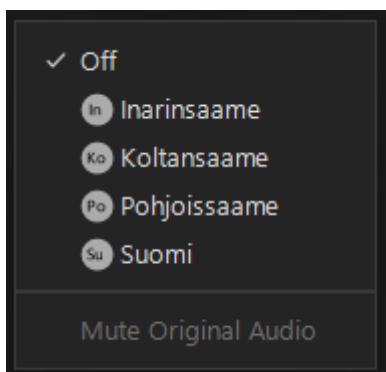 Off
In Inarinsaame
Ko Koltansaame
Po Pohjoissaame
Su Suomi
Mute Original Audio